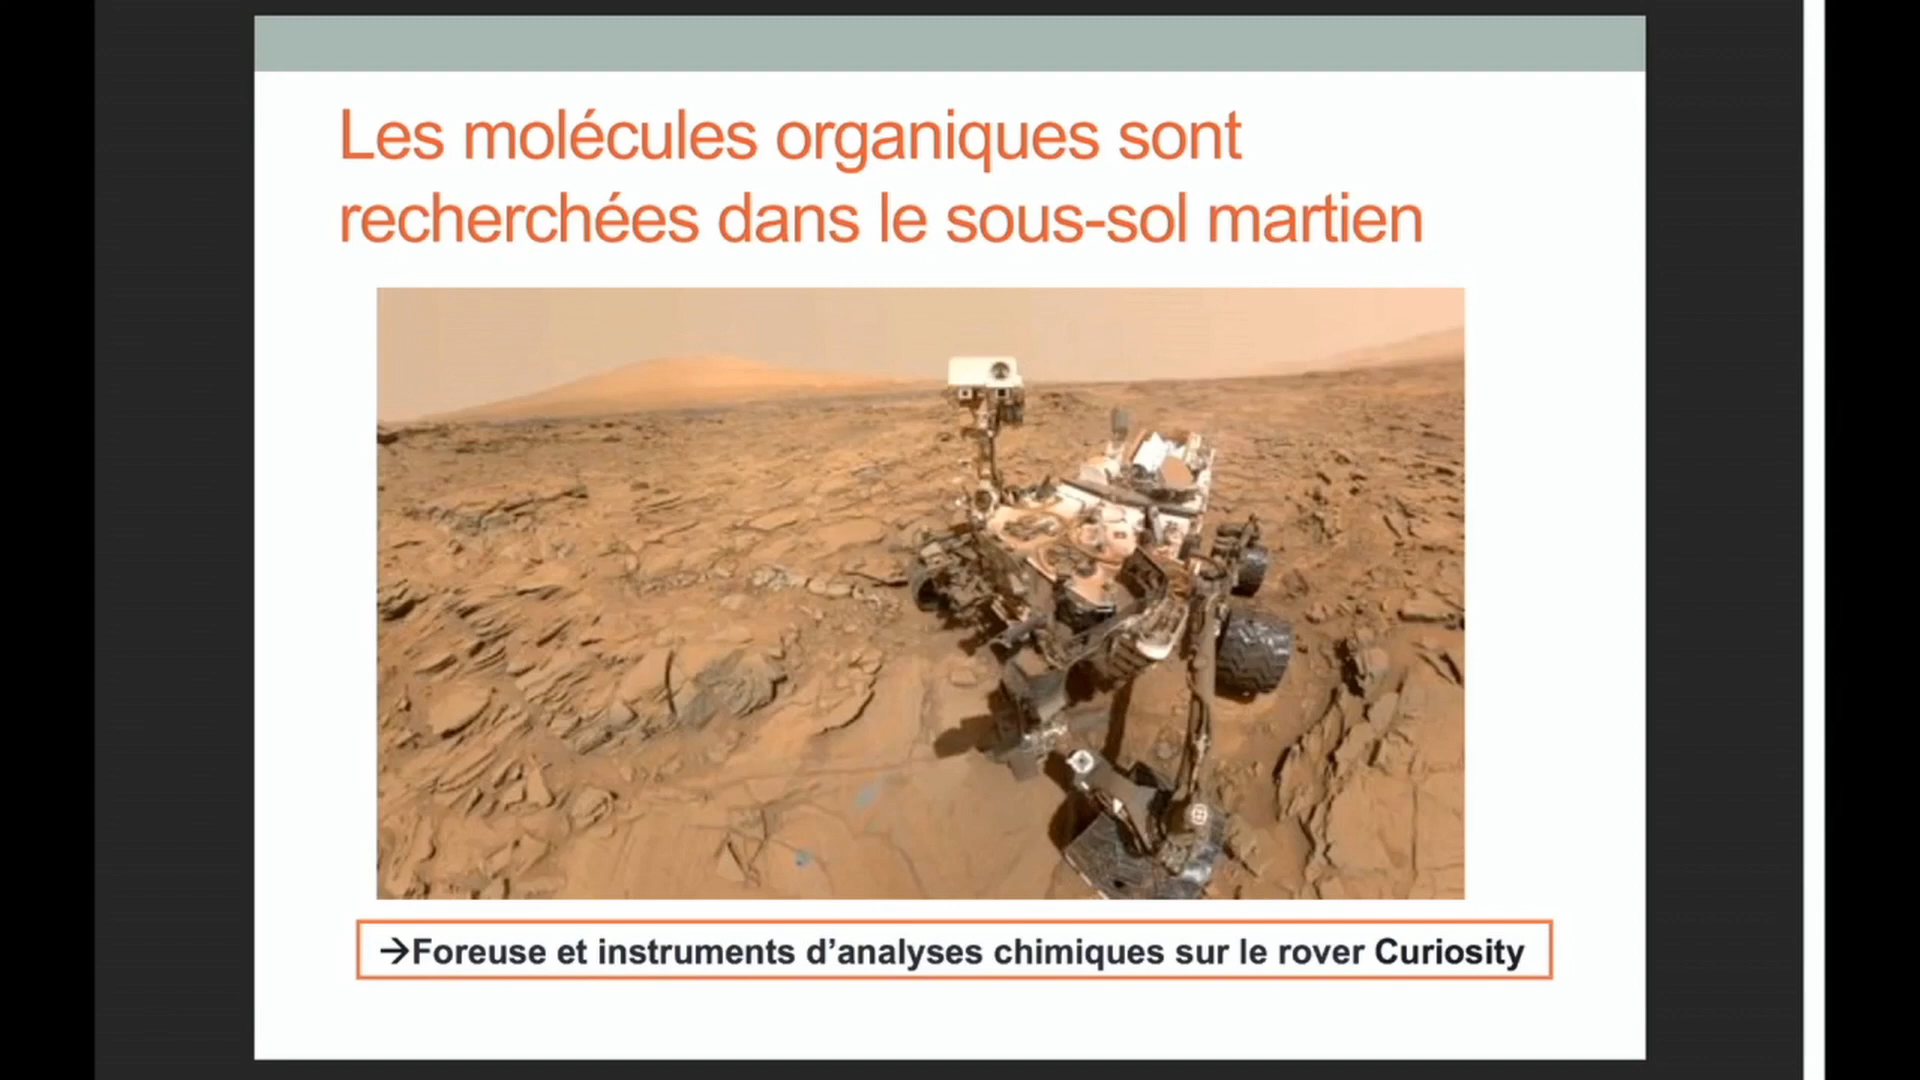 Les molécules organiques sont
recherchées dans le sous-sol martien
→Foreuse et instruments d’analyses chimiques sur le rover Curiosity